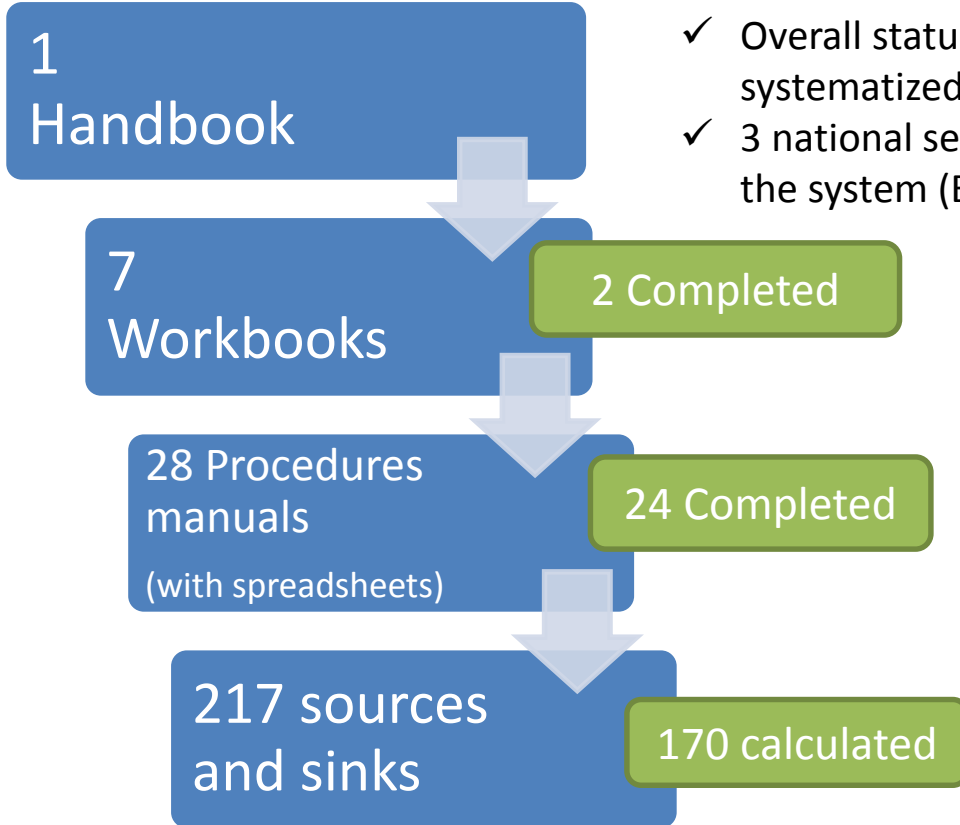 1
Handbook
✓ Overall
systematized
✓ 3 national
the system
7
Workbooks
2 Completed
28 Procedures
manuals
(with spreadsheets)
24 Completed
217 sources
and sinks
170 calculated